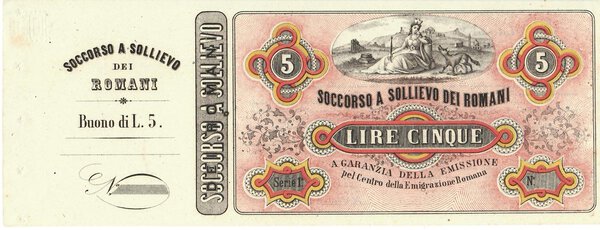 SOCCORSO A SOLLIEVO
DEI
ROMANI
Buono di L. 5.
N
SOCCORSO A SOLLIEVO
5
5
SOCCORSO A SOLLIEVO DEI ROMANI
LIRE CINQUE
A GARANZIA DELLA EMISSIONE
pel Centro della Emigrazione Romana
Serie 1ª
N.